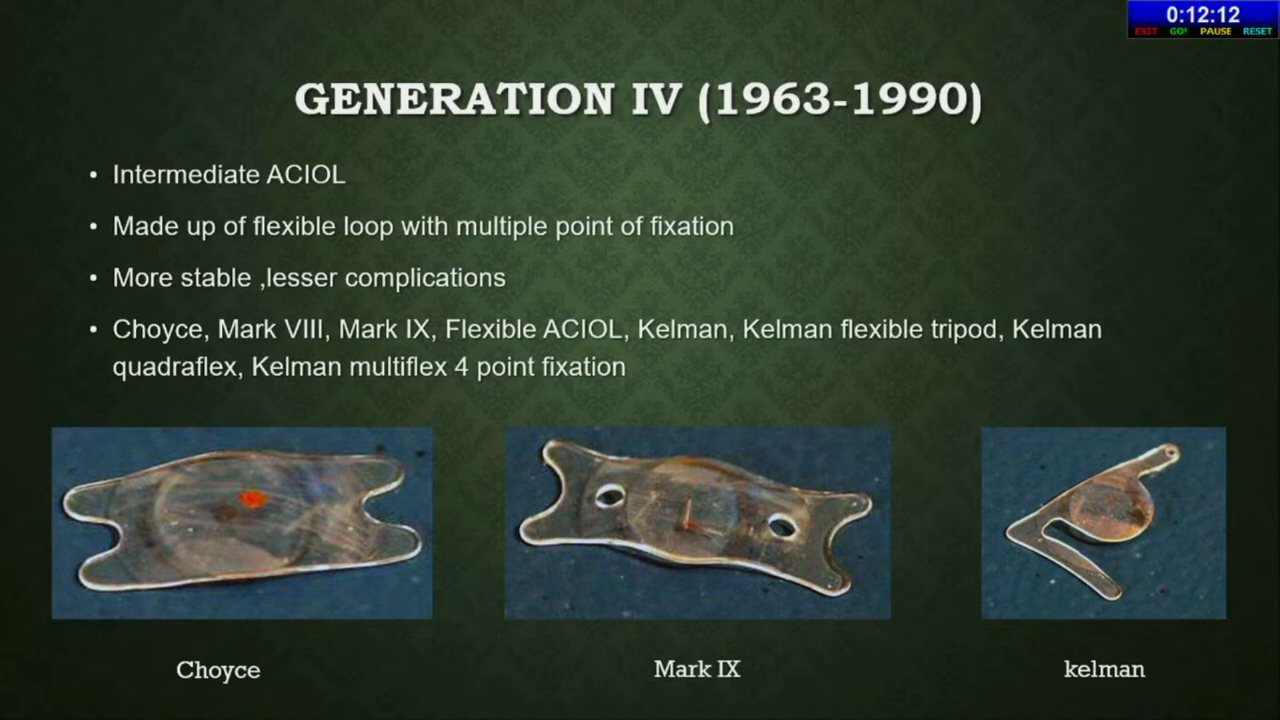 0:12:12
EXIT GO! PAUSE RESET
GENERATION IV (1963-1990)
• Intermediate ACIOL
• Made up of flexible loop with multiple point of fixation
• More stable ,lesser complications
• Choyce, Mark VIII, Mark IX, Flexible ACIOL, Kelman, Kelman flexible tripod, Kelman
quadraflex, Kelman multiflex 4 point fixation
Choyce
Mark IX
kelman